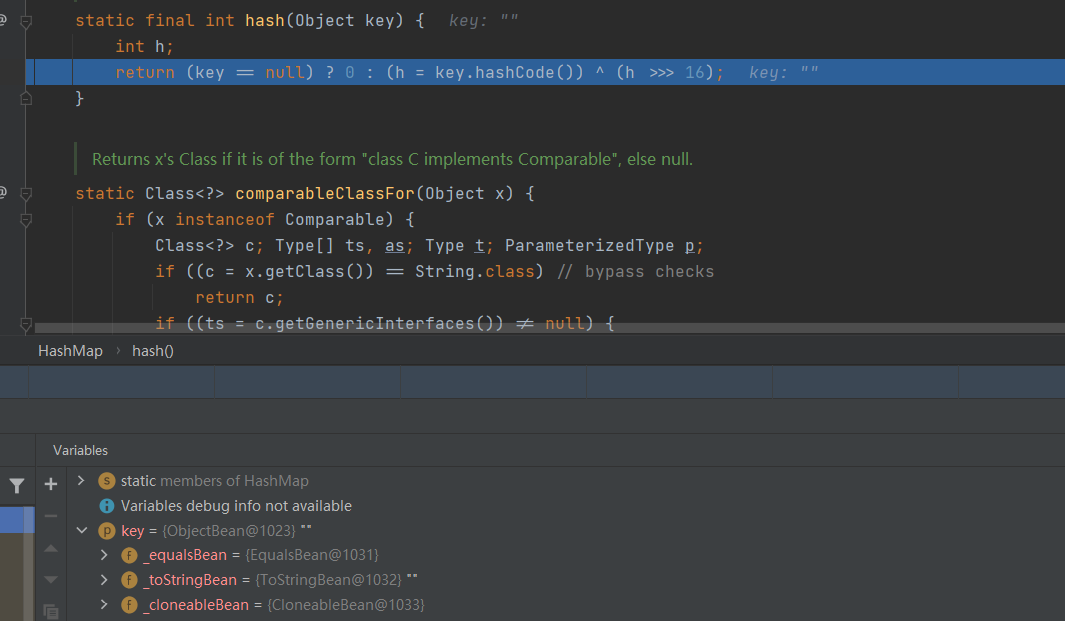 static final int hash(Object key) {   key: ""
int h;
return (key == null) ? 0 : (h = key.hashCode()) ^ (h >>> 16);   key: ""
}
Returns x's Class if it is of the form "class C implements Comparable", else null.
static Class<?> comparableClassFor(Object x) {
if (x instanceof Comparable) {
Class<?> c; Type[] ts, as; Type t; ParameterizedType p;
if ((c = x.getClass()) == String.class) // bypass checks
return c;
if ((ts = c.getGenericInterfaces()) != null) {
HashMap › hash()
Variables
static members of HashMap
Variables debug info not available
key = {ObjectBean@1023} ""
_equalsBean = {EqualsBean@1031}
_toStringBean = {ToStringBean@1032} ""
_cloneableBean = {CloneableBean@1033}